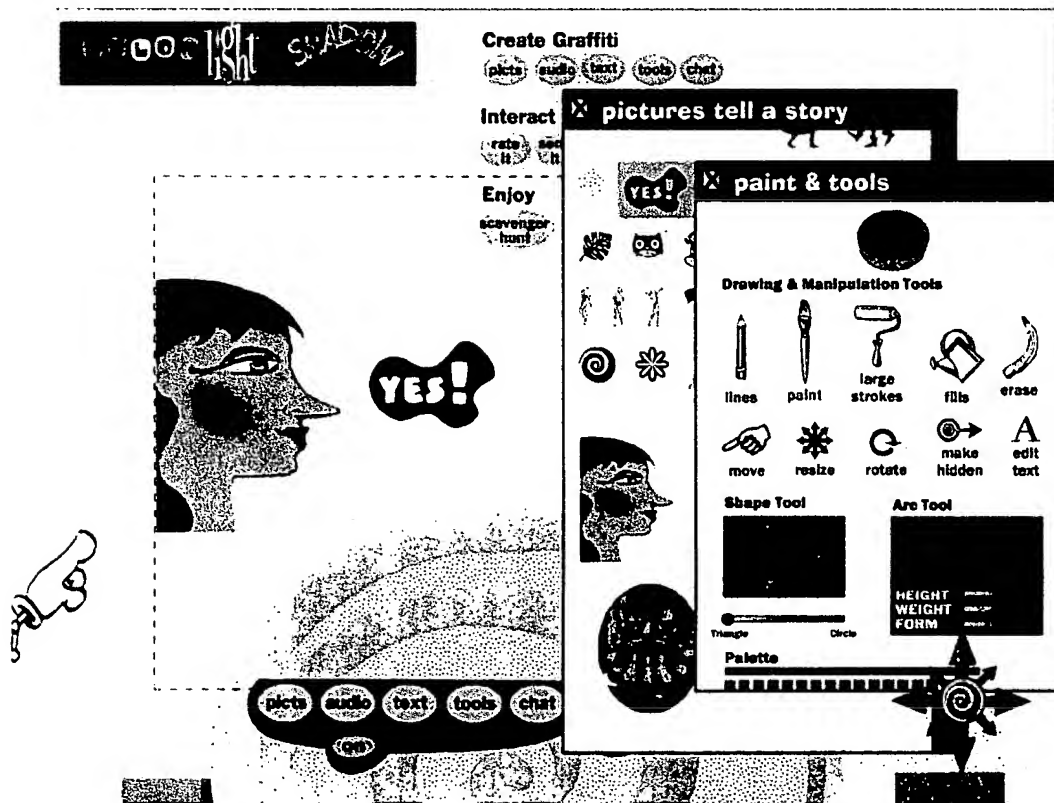 light SHADOW
Create Graffiti
picts audio text tools chat
Interact
rate it
Enjoy
scavenger hunt
YES!
picts audio text tools chat
go
pictures tell a story
YES!
paint & tools
Drawing & Manipulation Tools
lines paint large strokes fills erase
move resize rotate make hidden A edit text
Shape Tool
Triangle Circle
Arc Tool
HEIGHT
WEIGHT
FORM
Palette